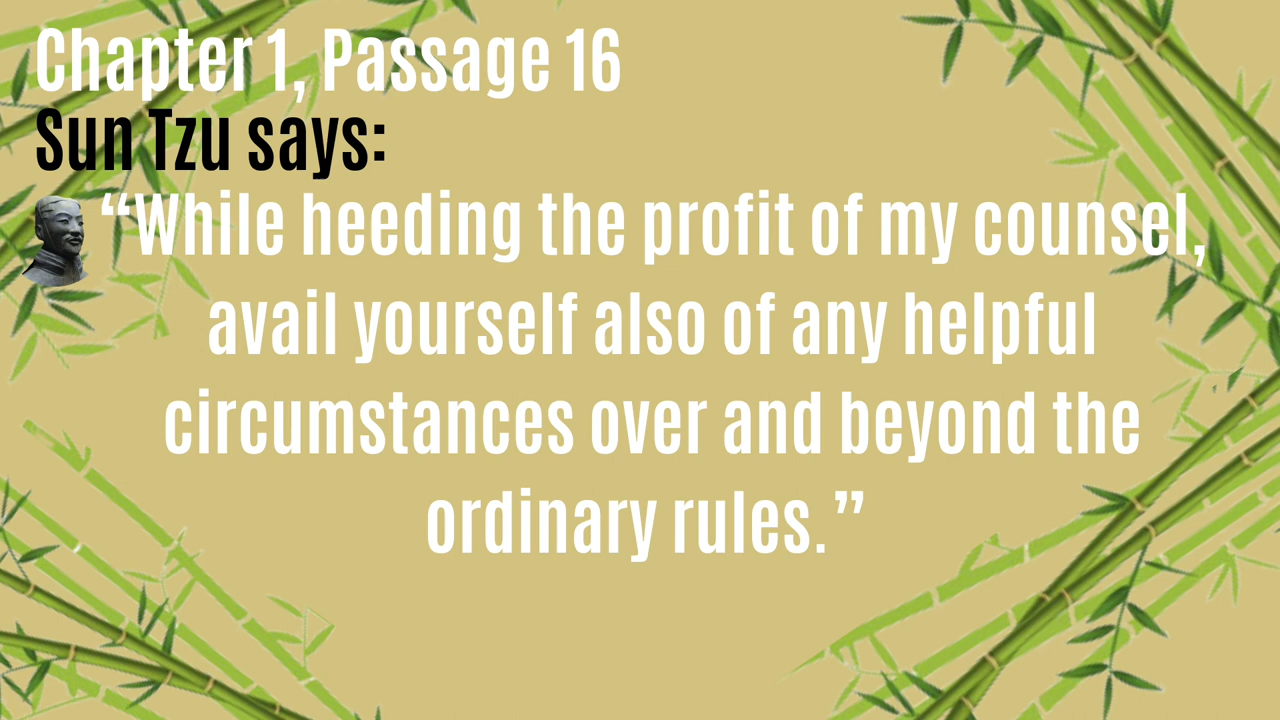 Chapter 1, Passage 16
Sun Tzu says:
“While heeding the profit of my counsel,
avail yourself also of any helpful
circumstances over and beyond the
ordinary rules.”